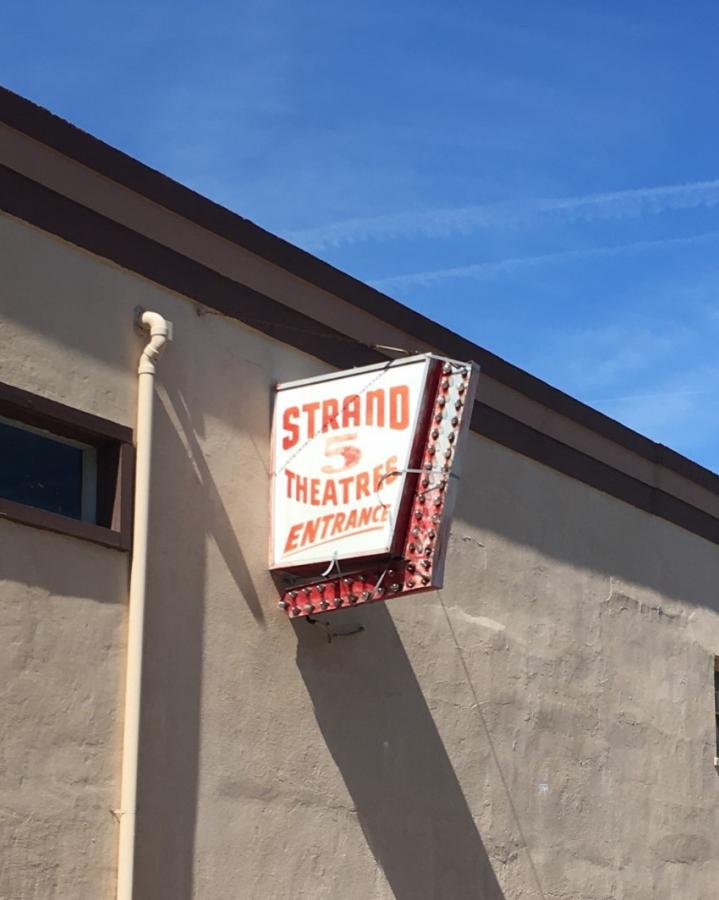 STRAND
5
THEATRES
ENTRANCE